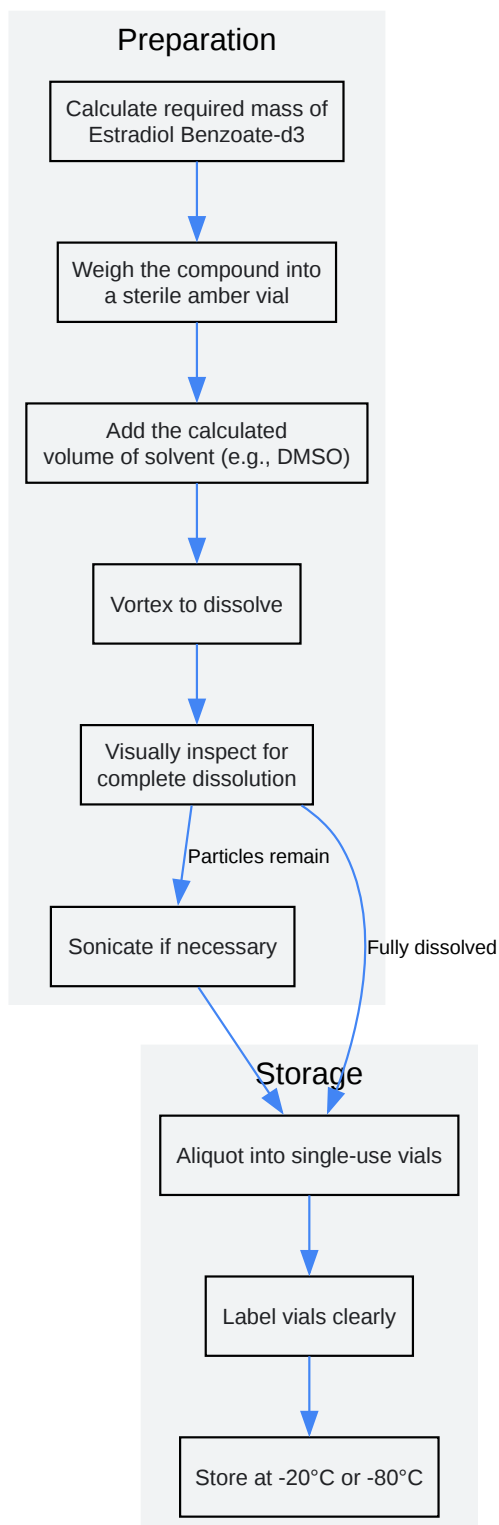 Preparation
Calculate required mass of
Estradiol Benzoate-d3
Weigh the compound into
a sterile amber vial
Add the calculated
volume of solvent (e.g., DMSO)
Vortex to dissolve
Visually inspect for
complete dissolution
Particles remain
Sonicate if necessary
Fully dissolved
Storage
Aliquot into single-use vials
Label vials clearly
Store at -20°C or -80°C